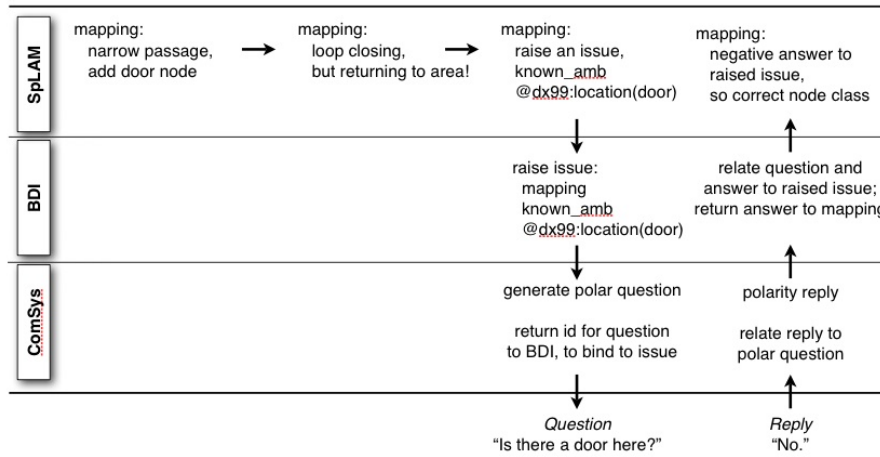 SpLAM
mapping:
narrow passage,
add door node
mapping:
loop closing,
but returning to area!
mapping:
raise an issue,
known_amb
@dx99:location(door)
mapping:
negative answer to
raised issue,
so correct node class
BDI
raise issue:
mapping
known_amb
@dx99:location(door)
relate question and
answer to raised issue;
return answer to mapping
ComSys
generate polar question
return id for question
to BDI, to bind to issue
polarity reply
relate reply to
polar question
Question
“Is there a door here?”
Reply
“No.”